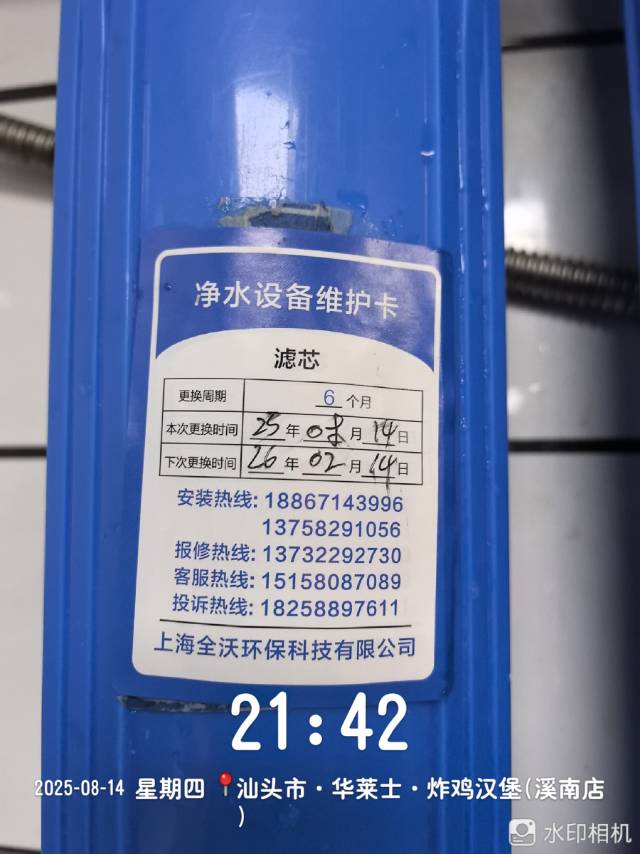 净水设备维护卡
滤芯
更换周期 6 个月
本次更换时间 25 年 08 月 14 日
下次更换时间 26 年 02 月 14 日
安装热线: 18867143996
13758291056
报修热线: 13732292730
客服热线: 15158087089
投诉热线: 18258897611
上海全沃环保科技有限公司
21:42
2025-08-14 星期四 汕头市·华莱士·炸鸡汉堡(溪南店
)
水印相机